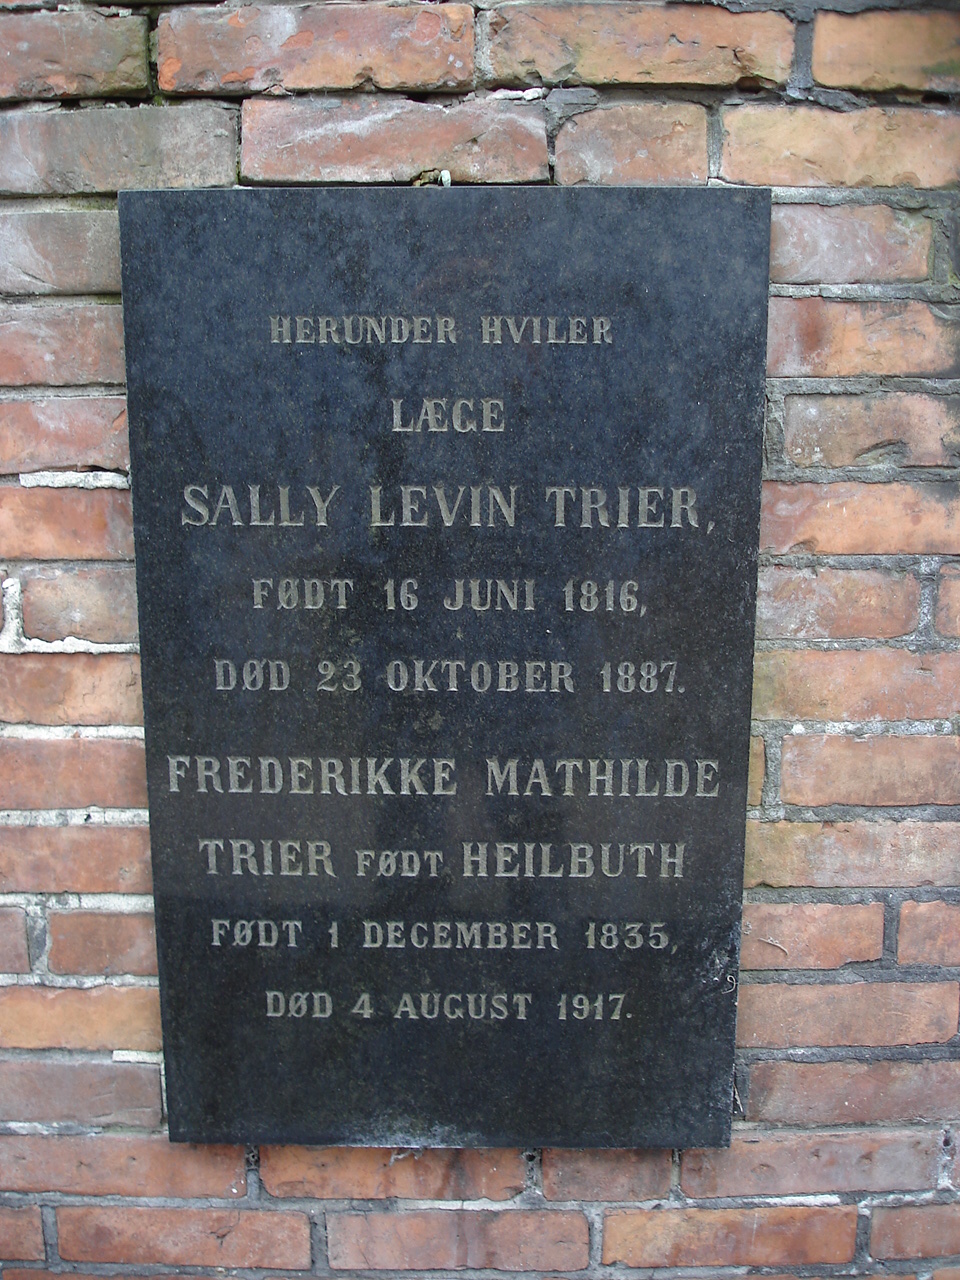 HERUNDER HVILER
LÆGE
SALLY LEVIN TRIER,
FØDT 16 JUNI 1816,
DØD 23 OKTOBER 1887.
FREDERIKKE MATHILDE
TRIER FØDT HEILBUTH
FØDT 1 DECEMBER 1835,
DØD 4 AUGUST 1917.